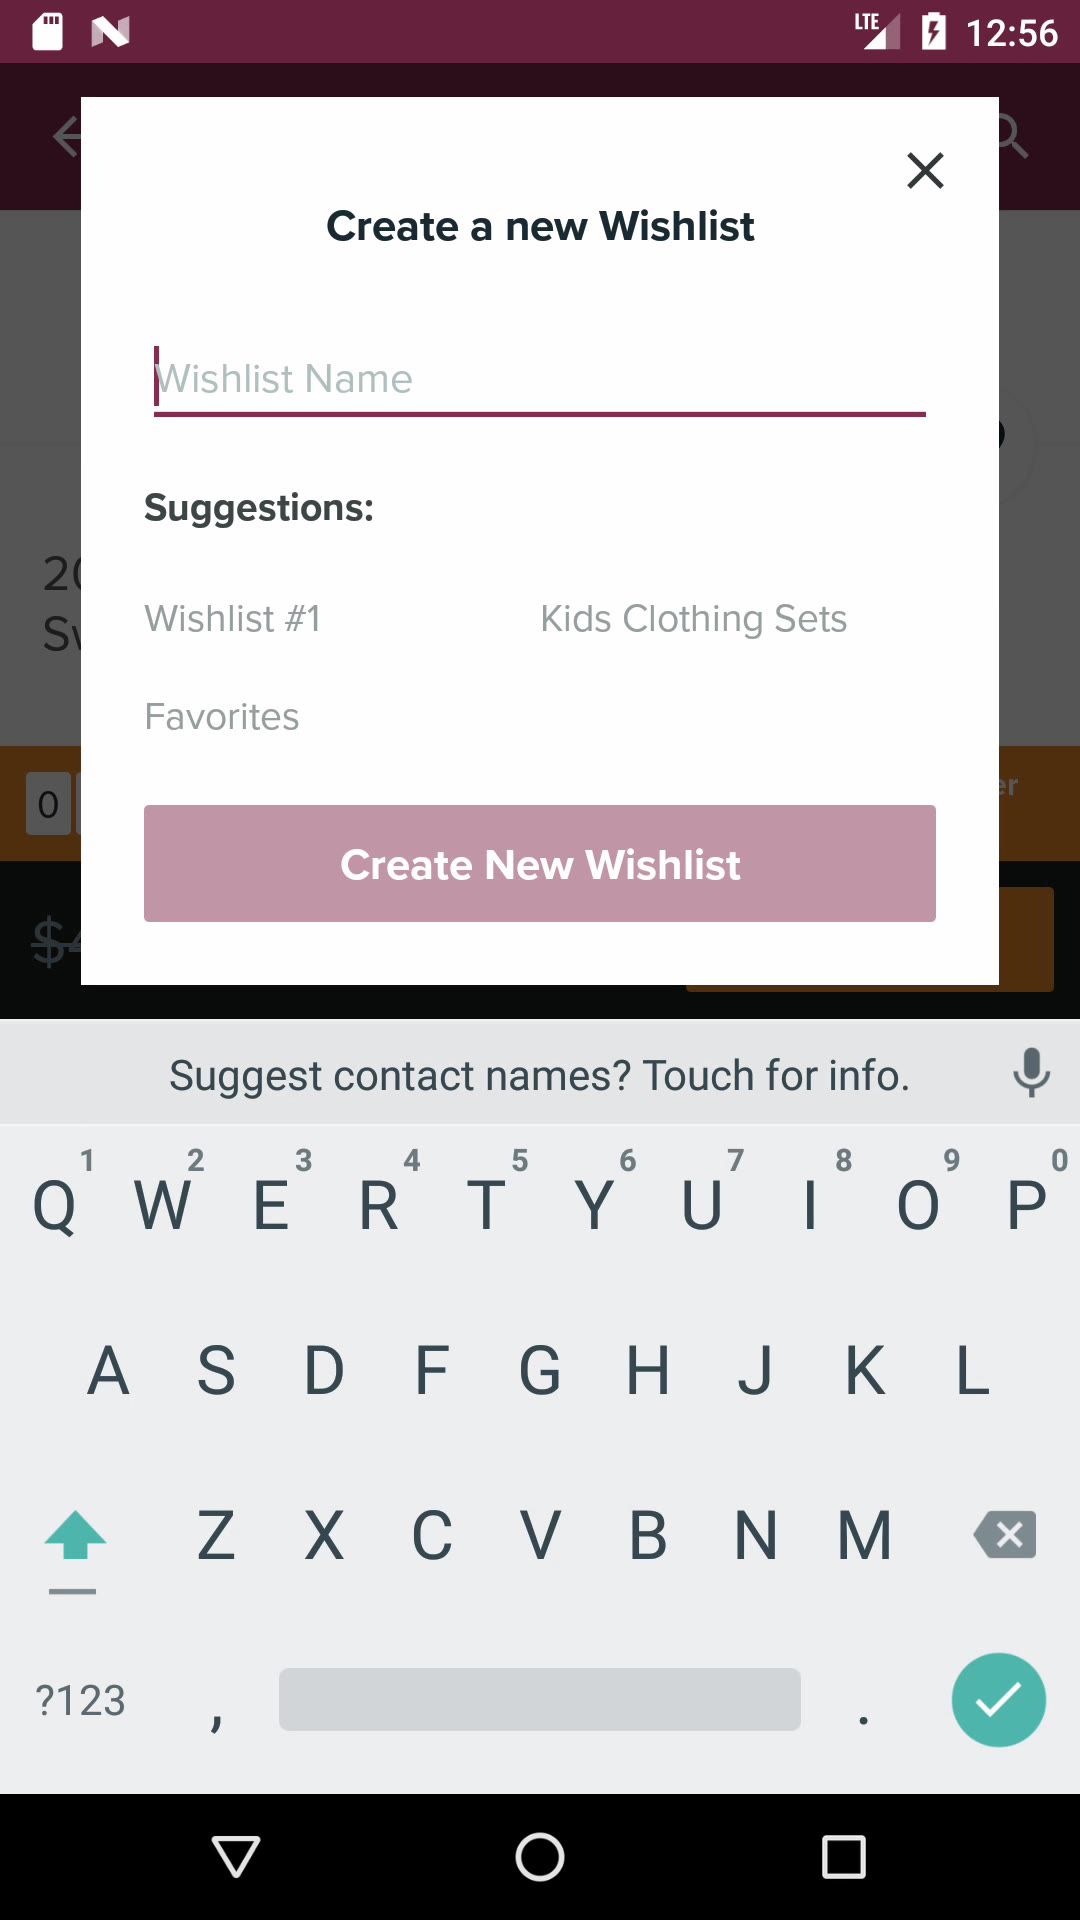 LTE 12:56
Create a new Wishlist
Wishlist Name
Suggestions:
Wishlist #1 Kids Clothing Sets
Favorites
0
Create New Wishlist
Suggest contact names? Touch for info.
1 2 3 4 5 6 7 8 9 0
Q W E R T Y U I O P
A S D F G H J K L
Z X C V B N M
?123 , .